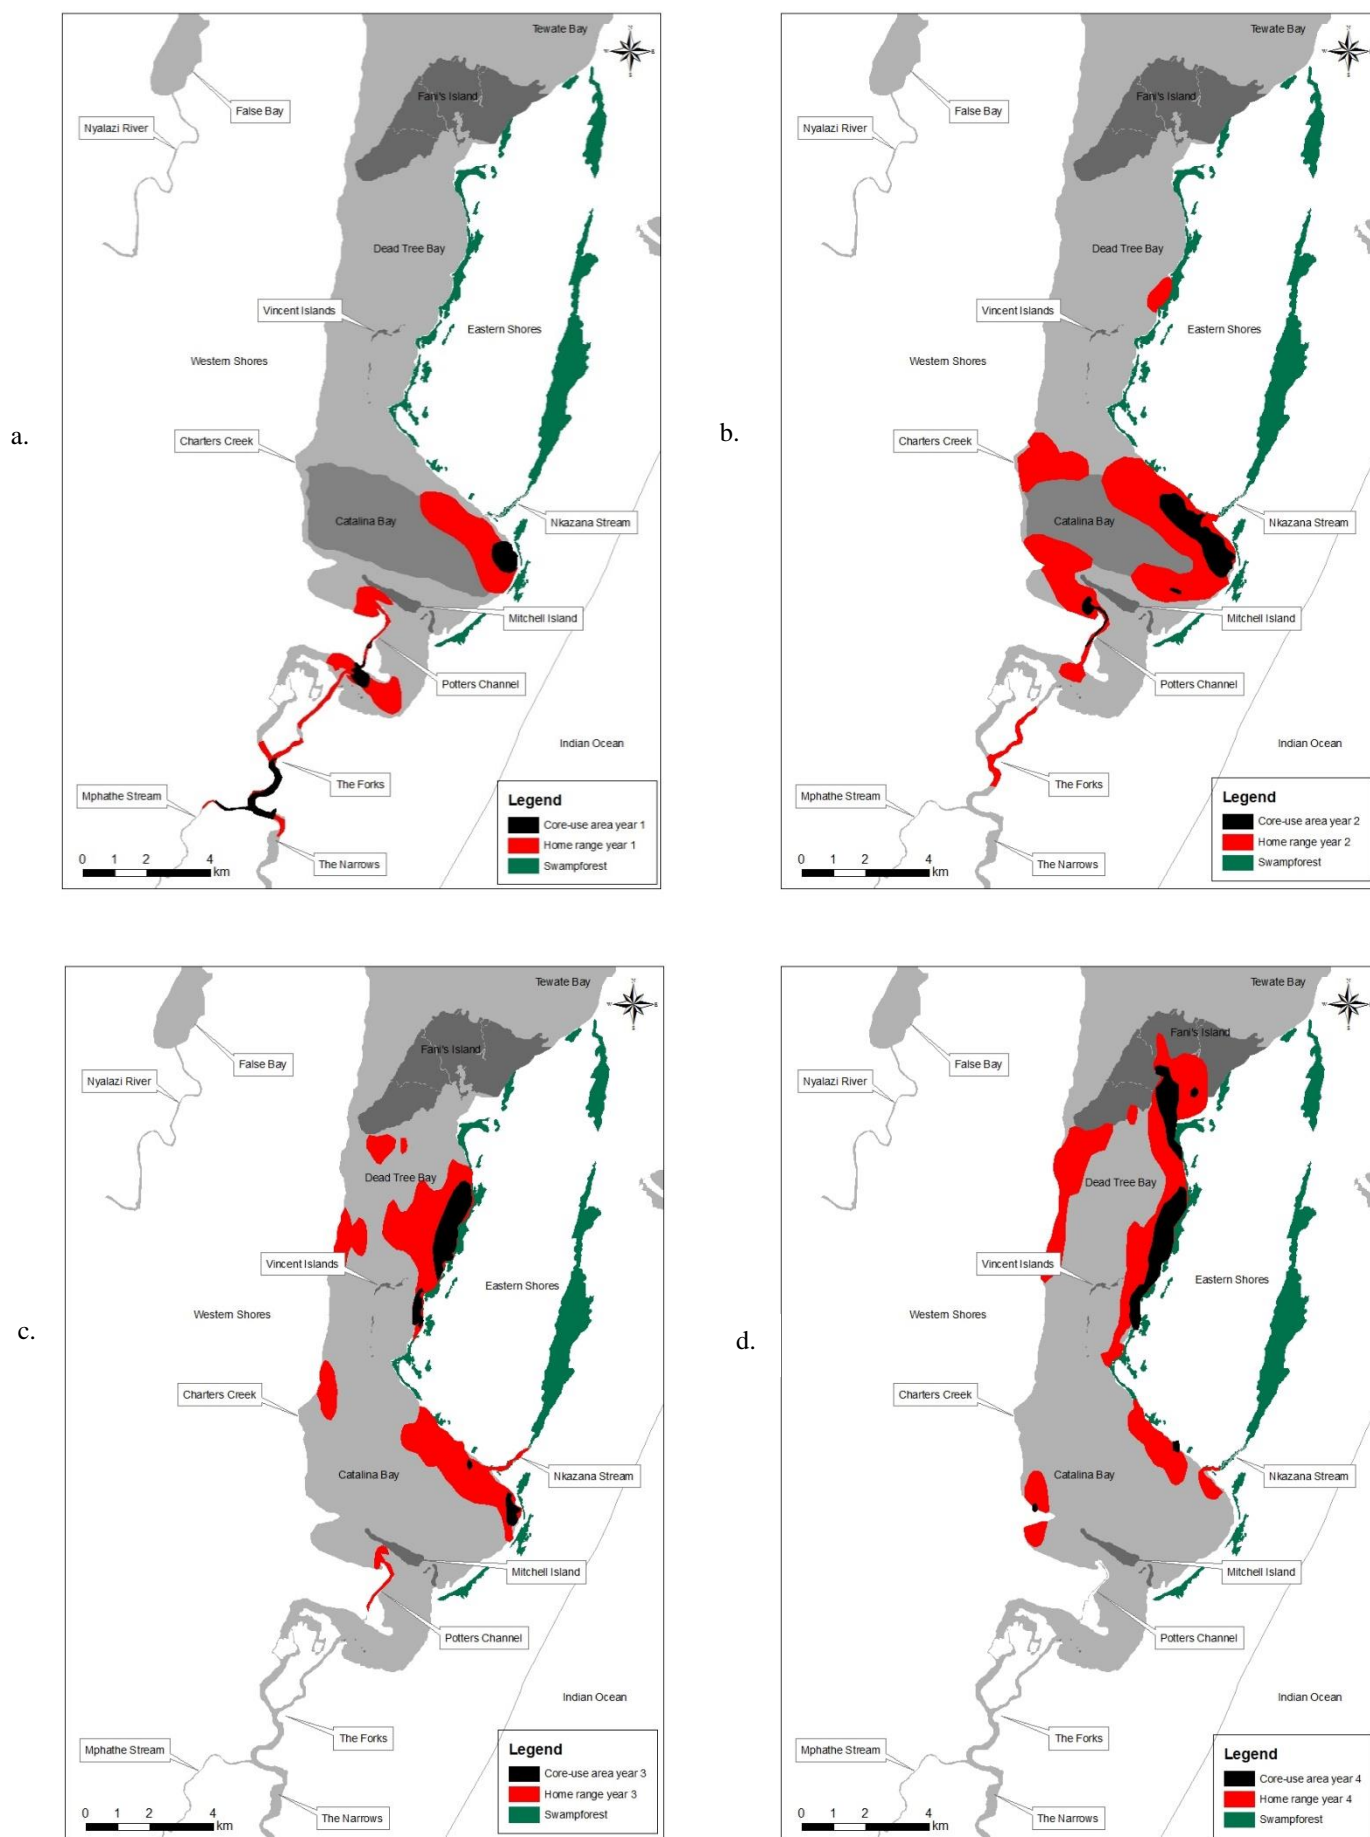 a.
Tewate Bay
Fani's Island
False Bay
Nyalazi River
Dead Tree Bay
Vincent Islands
Eastern Shores
Western Shores
Charters Creek
Catalina Bay
Nkazana Stream
Mitchell Island
Potters Channel
Indian Ocean
The Forks
Mphathe Stream
The Narrows
0 1 2 4
km
Legend
Core-use area year 1
Home range year 1
Swampforest
b.
Tewate Bay
Fani's Island
False Bay
Nyalazi River
Dead Tree Bay
Vincent Islands
Eastern Shores
Western Shores
Charters Creek
Catalina Bay
Nkazana Stream
Mitchell Island
Potters Channel
Indian Ocean
The Forks
Mphathe Stream
The Narrows
0 1 2 4
km
Legend
Core-use area year 2
Home range year 2
Swampforest
c.
Tewate Bay
Fani's Island
False Bay
Nyalazi River
Dead Tree Bay
Vincent Islands
Eastern Shores
Western Shores
Charters Creek
Catalina Bay
Nkazana Stream
Mitchell Island
Potters Channel
Indian Ocean
The Forks
Mphathe Stream
The Narrows
0 1 2 4
km
Legend
Core-use area year 3
Home range year 3
Swampforest
d.
Tewate Bay
Fani's Island
False Bay
Nyalazi River
Dead Tree Bay
Vincent Islands
Eastern Shores
Western Shores
Charters Creek
Catalina Bay
Nkazana Stream
Mitchell Island
Potters Channel
Indian Ocean
The Forks
Mphathe Stream
The Narrows
0 1 2 4
km
Legend
Core-use area year 4
Home range year 4
Swampforest